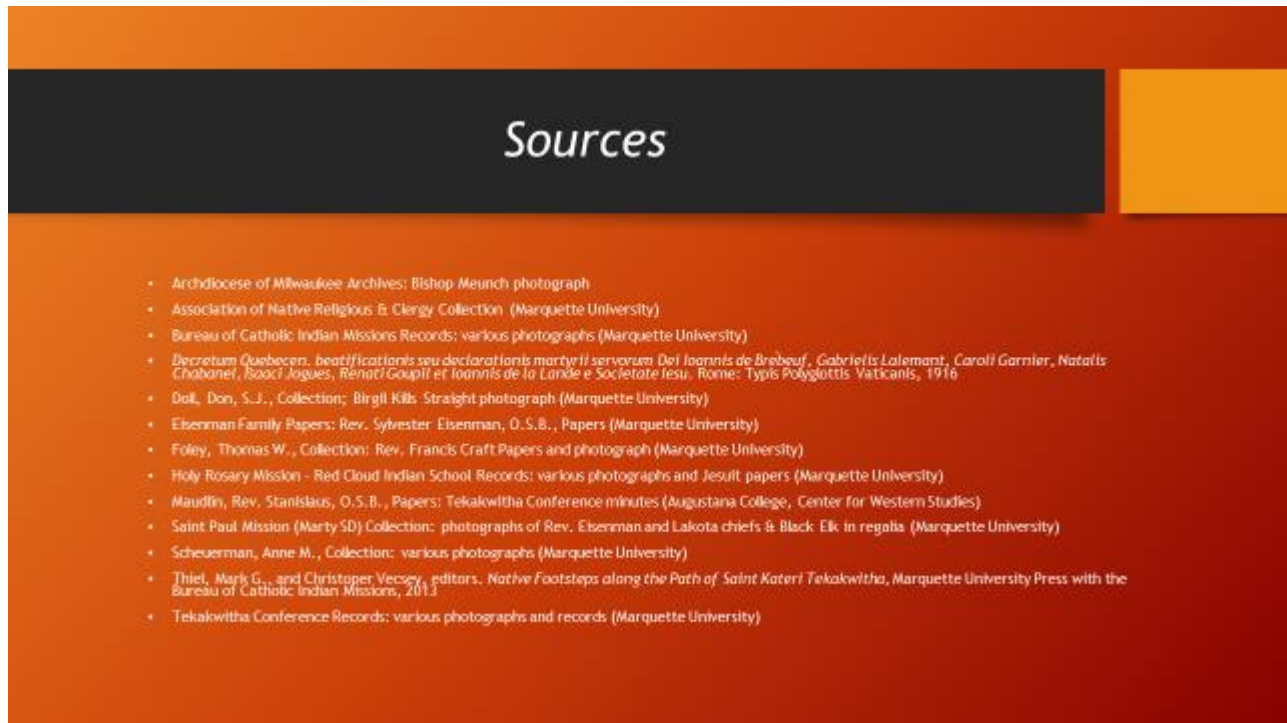 Sources
• Archdiocese of Milwaukee Archives: Bishop Meunch photograph
• Association of Native Religious & Clergy Collection (Marquette University)
• Bureau of Catholic Indian Missions Records: various photographs (Marquette University)
• Decretum Quebecen. beatificationis seu declarationis martyrii servorum Dei Ioannis de Brebeuf, Gabrielis Lalemant, Caroli Garnier, Natalis
Chabanel, Isaaci Jogues, Renati Goupil et Ioannis de la Lande e Societate Iesu. Rome: Typis Polyglottis Vaticanis, 1916
• Doll, Don, S.J., Collection; Birgil Kills Straight photograph (Marquette University)
• Eisenman Family Papers: Rev. Sylvester Eisenman, O.S.B., Papers (Marquette University)
• Foley, Thomas W., Collection: Rev. Francis Craft Papers and photograph (Marquette University)
• Holy Rosary Mission - Red Cloud Indian School Records: various photographs and Jesuit papers (Marquette University)
• Maudlin, Rev. Stanislaus, O.S.B., Papers: Tekakwitha Conference minutes (Augustana College, Center for Western Studies)
• Saint Paul Mission (Marty SD) Collection: photographs of Rev. Eisenman and Lakota chiefs & Black Elk in regalia (Marquette University)
• Scheuerman, Anne M., Collection: various photographs (Marquette University)
• Thiel, Mark G., and Christoper Vecsey, editors. Native Footsteps along the Path of Saint Kateri Tekakwitha, Marquette University Press with the
Bureau of Catholic Indian Missions, 2013
• Tekakwitha Conference Records: various photographs and records (Marquette University)